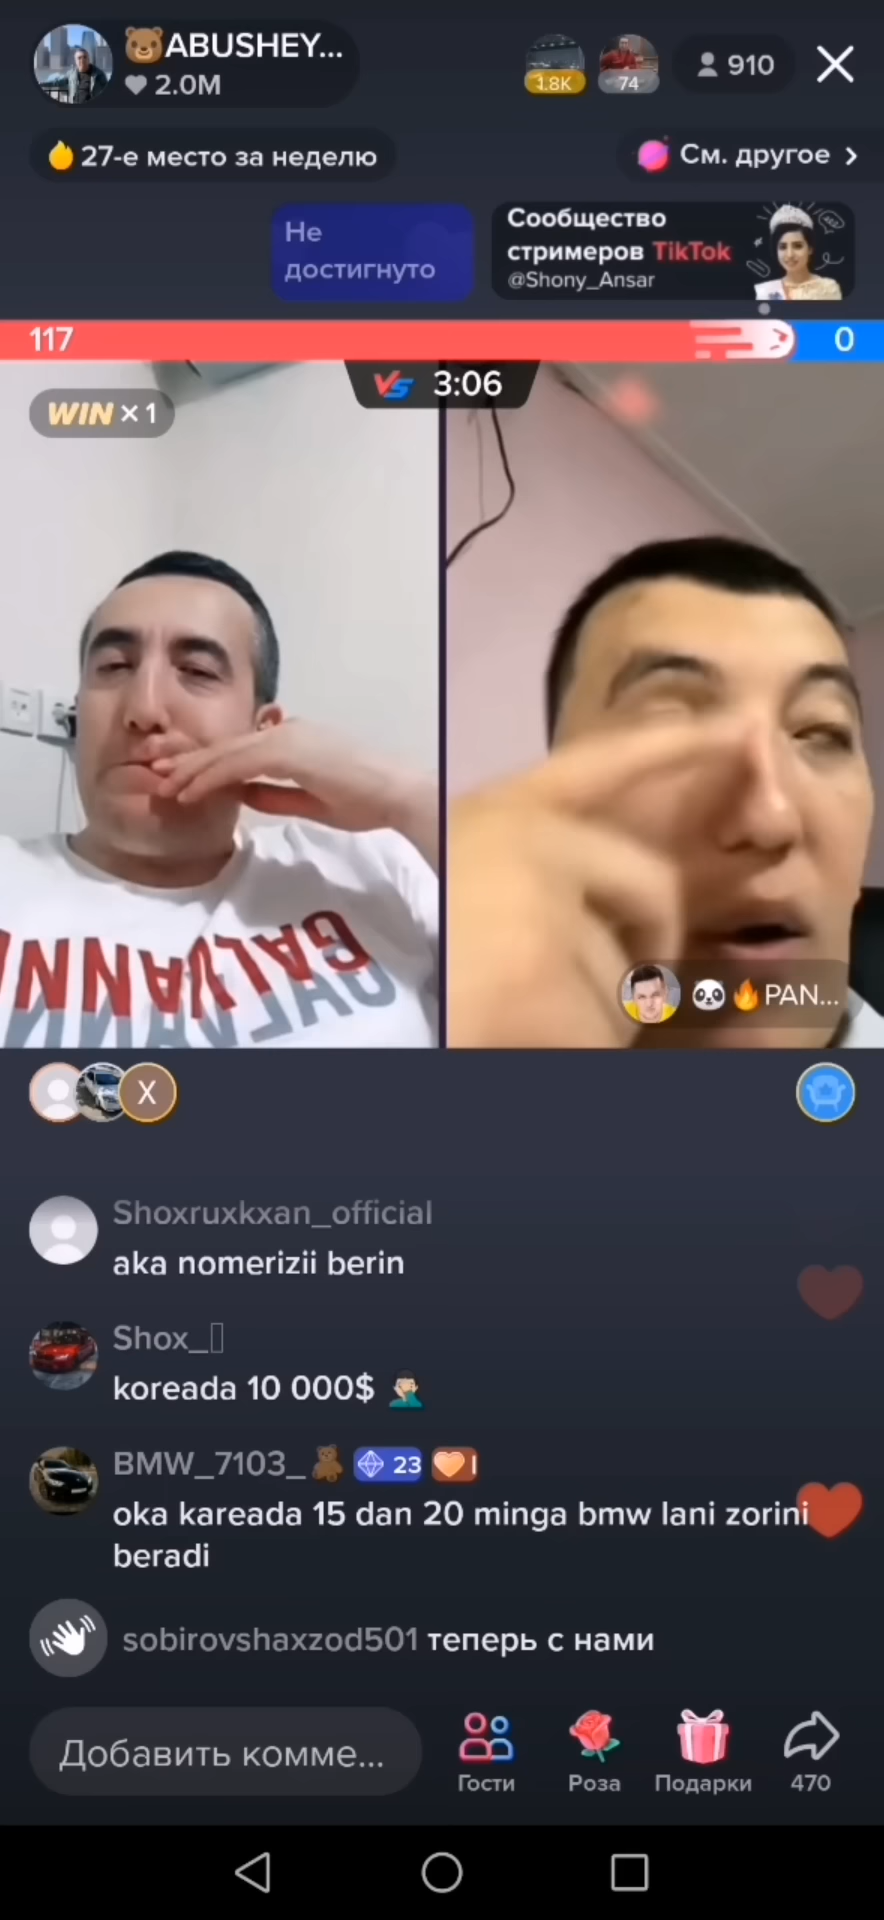 🐻ABUSHEY...
2.0M
1.8K
74
910
27-е место за неделю
См. другое
Не
достигнуто
Сообщество
стримеров TikTok
@Shony_Ansar
117
0
VS 3:06
WIN × 1
GALVANNI
🐼🔥PAN...
X
Shoxruxkxan_official
aka nomerizii berin
Shox_
koreada 10 000$ 🤦🏻‍♂️
BMW_7103_🧸 23 I
oka kareada 15 dan 20 minga bmw lani zorini
beradi
sobirovshaxzod501 теперь с нами
Добавить комме...
Гости
Роза
Подарки
470